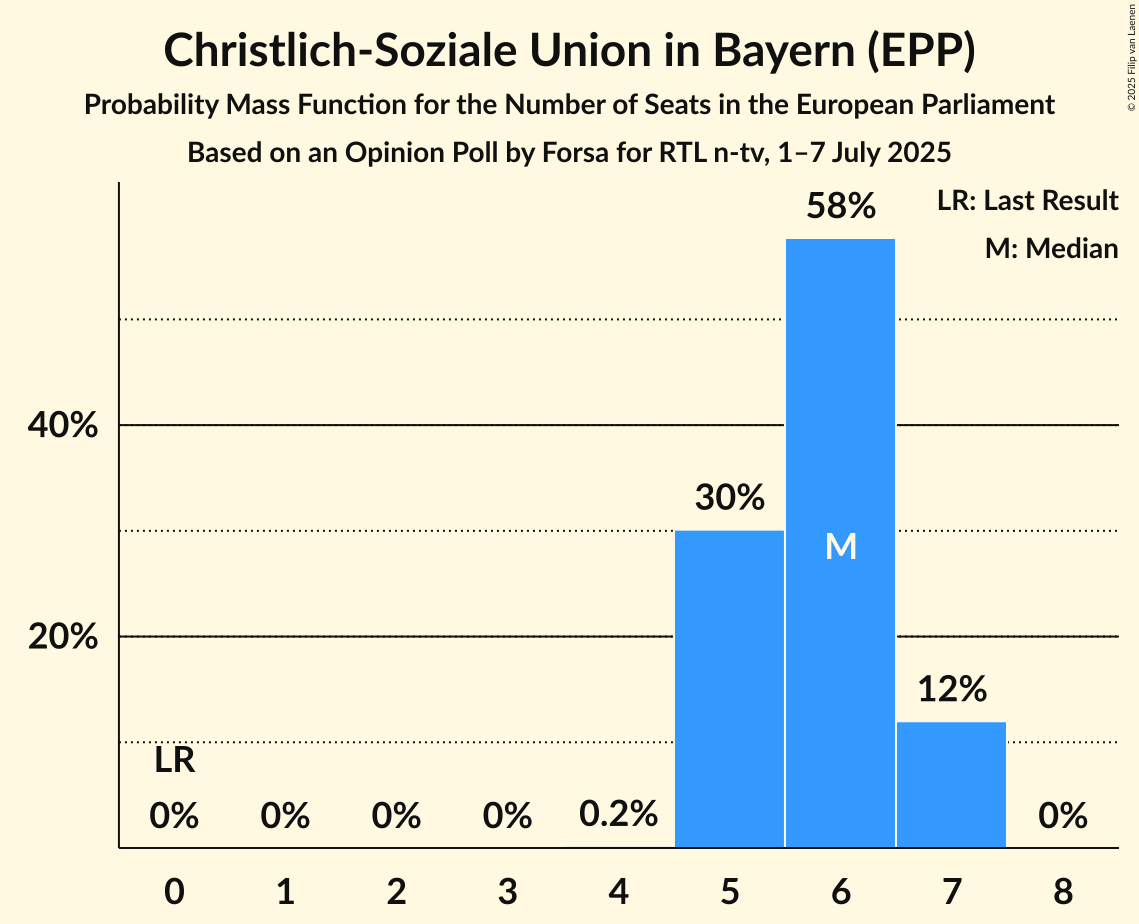 Christlich-Soziale Union in Bayern (EPP)
Probability Mass Function for the Number of Seats in the European Parliament
Based on an Opinion Poll by Forsa for RTL n-tv, 1–7 July 2025
© 2025 Filip van Laenen
LR: Last Result
M: Median
58%
40%
30%
M
20%
12%
LR
0% 0% 0% 0% 0.2% 0%
0 1 2 3 4 5 6 7 8